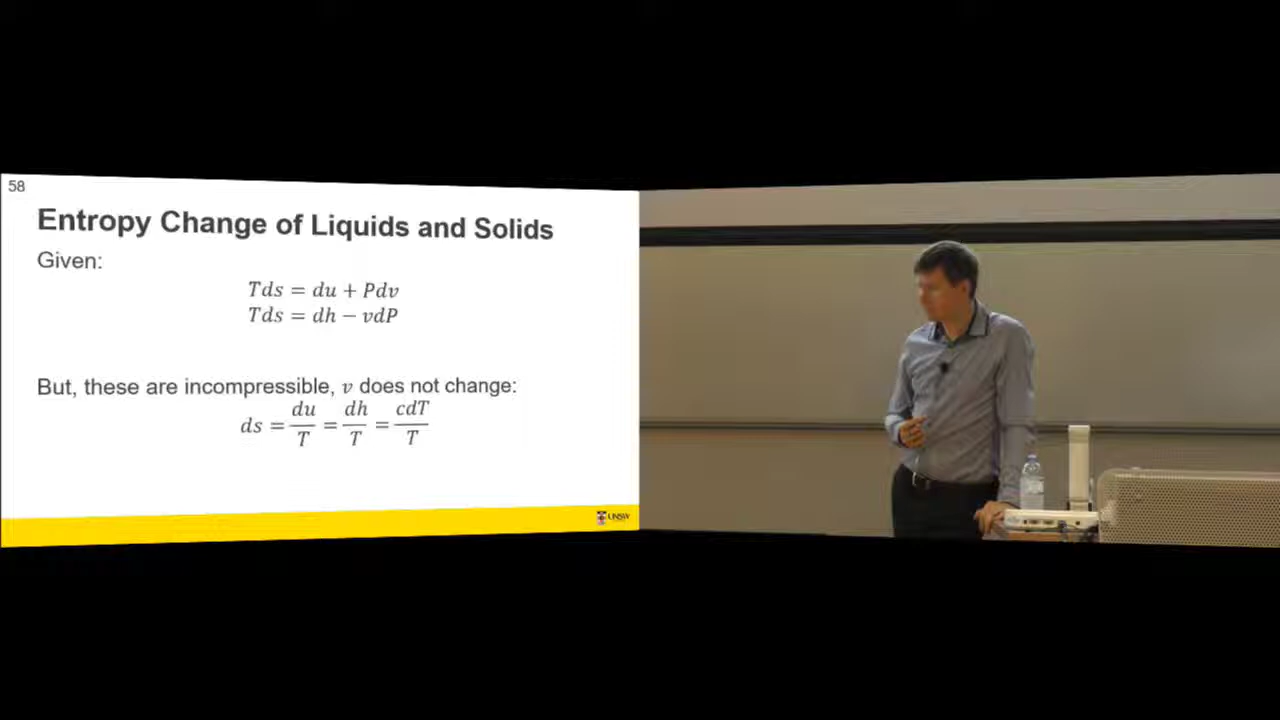 58
Entropy Change of Liquids and Solids
Given:
Tds = du + Pdv
Tds = dh − vdP
But, these are incompressible, v does not change:
ds = du/T = dh/T = cdT/T
UNSW